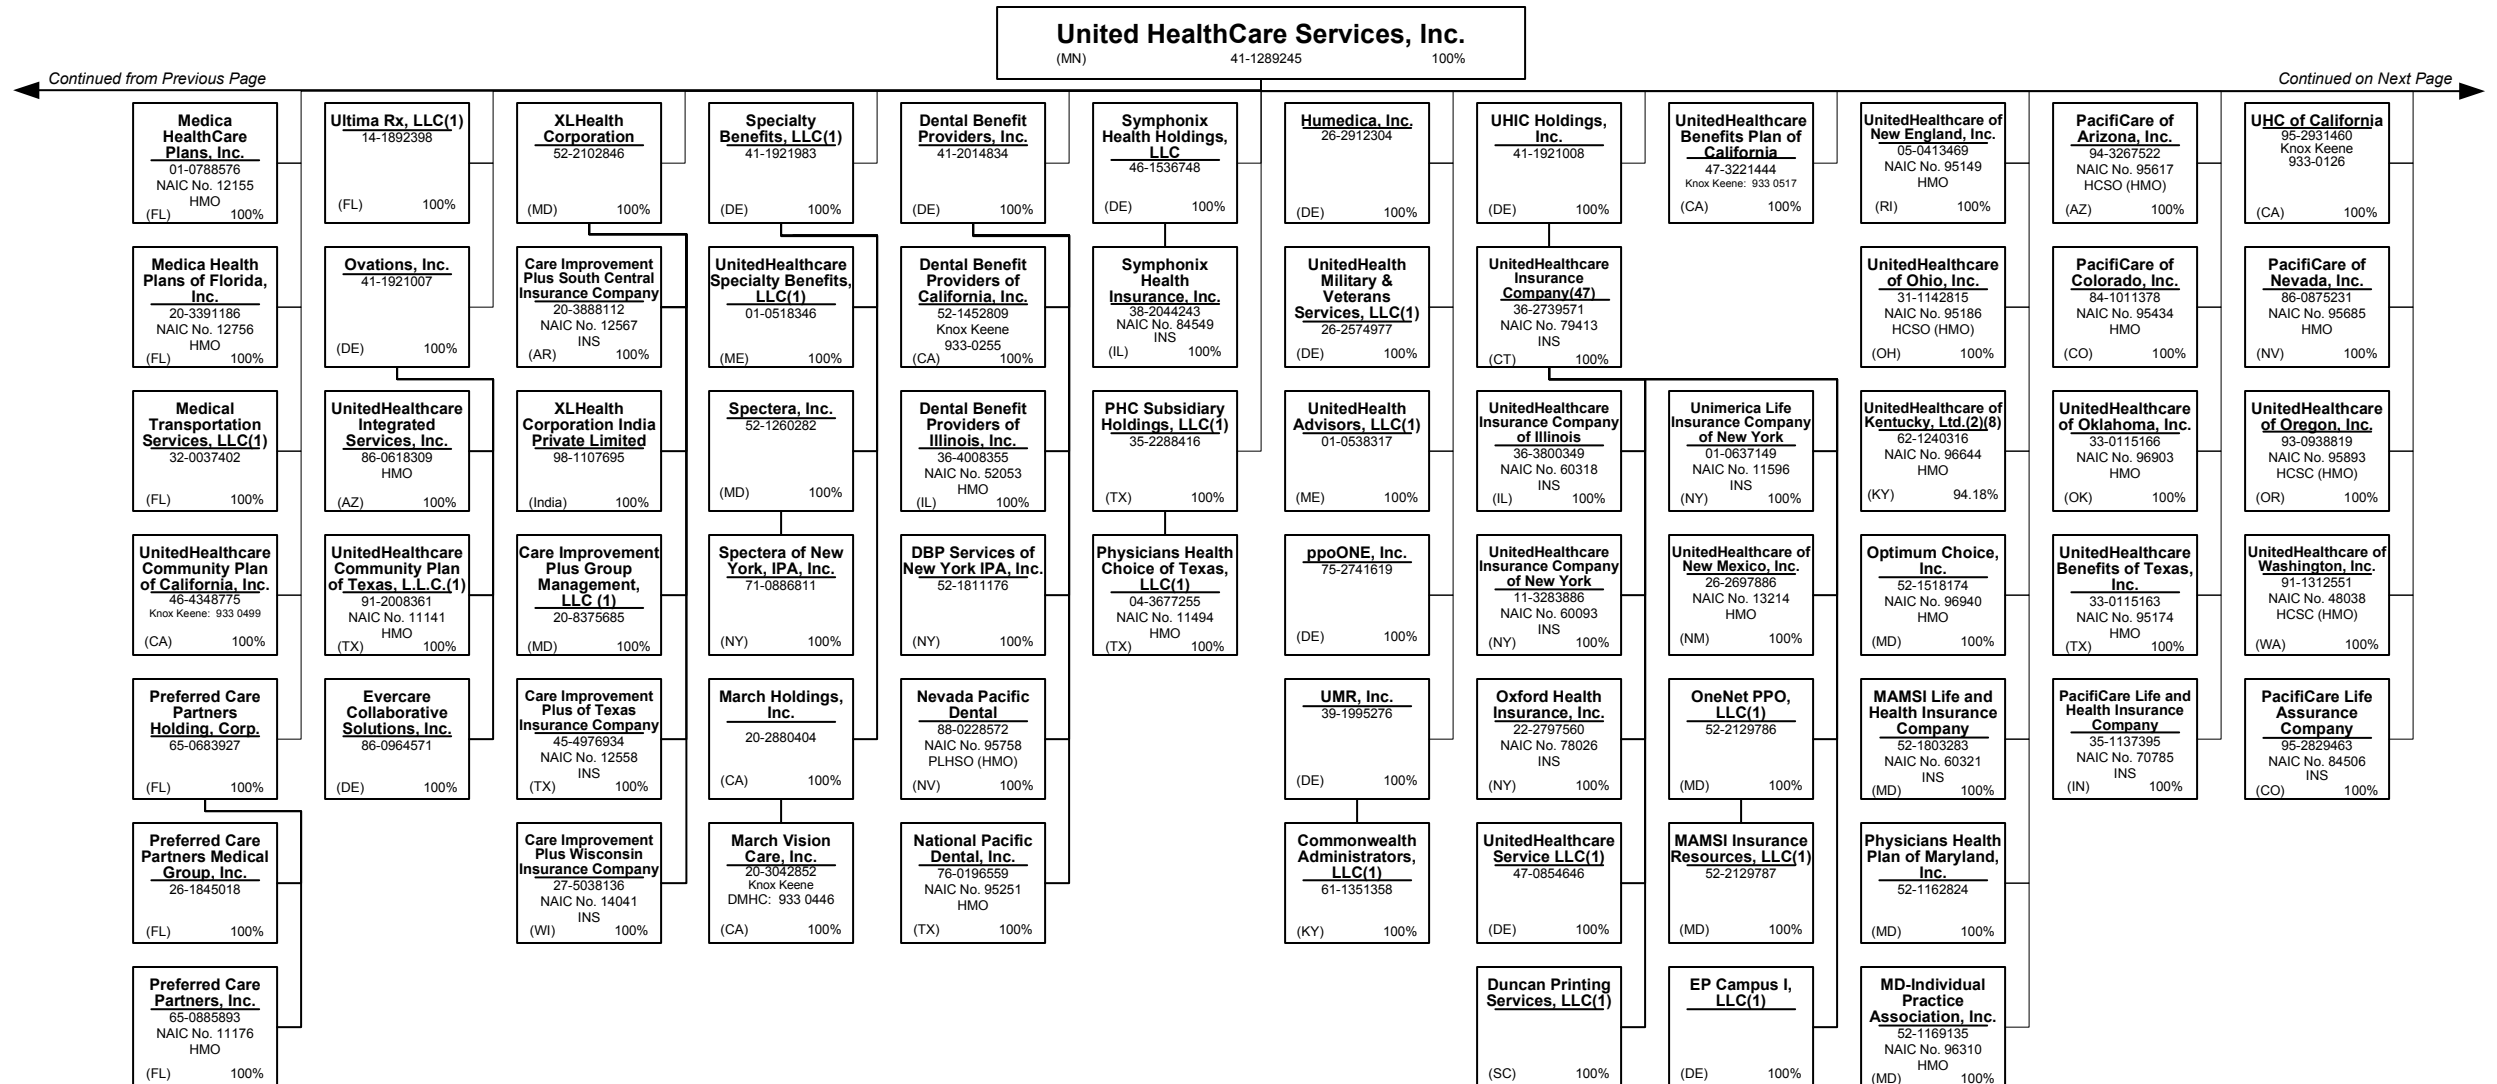 United HealthCare Services, Inc.
(MN) 41-1289245 100%
Continued from Previous Page
Continued on Next Page
Medica
HealthCare
Plans, Inc.
01-0788576
NAIC No. 12155
HMO
(FL) 100%
Ultima Rx, LLC(1)
14-1892398
(FL) 100%
XLHealth
Corporation
52-2102846
(MD) 100%
Specialty
Benefits, LLC(1)
41-1921983
(DE) 100%
Dental Benefit
Providers, Inc.
41-2014834
(DE) 100%
Symphonix
Health Holdings,
LLC
46-1536748
(DE) 100%
Humedica, Inc.
26-2912304
(DE) 100%
UHIC Holdings,
Inc.
41-1921008
(DE) 100%
UnitedHealthcare
Benefits Plan of
California
47-3221444
Knox Keene: 933 0517
(CA) 100%
UnitedHealthcare of
New England, Inc.
05-0413469
NAIC No. 95149
HMO
(RI) 100%
PacifiCare of
Arizona, Inc.
94-3267522
NAIC No. 95617
HCSO (HMO)
(AZ) 100%
UHC of California
95-2931460
Knox Keene
933-0126
(CA) 100%
Medica Health
Plans of Florida,
Inc.
20-3391186
NAIC No. 12756
HMO
(FL) 100%
Ovations, Inc.
41-1921007
(DE) 100%
Care Improvement
Plus South Central
Insurance Company
20-3888112
NAIC No. 12567
INS
(AR) 100%
UnitedHealthcare
Specialty Benefits,
LLC(1)
01-0518346
(ME) 100%
Dental Benefit
Providers of
California, Inc.
52-1452809
Knox Keene
933-0255
(CA) 100%
Symphonix
Health
Insurance, Inc.
38-2044243
NAIC No. 84549
INS
(IL) 100%
UnitedHealth
Military &
Veterans
Services, LLC(1)
26-2574977
(DE) 100%
UnitedHealthcare
Insurance
Company(47)
36-2739571
NAIC No. 79413
INS
(CT) 100%
UnitedHealthcare
of Ohio, Inc.
31-1142815
NAIC No. 95186
HCSO (HMO)
(OH) 100%
PacifiCare of
Colorado, Inc.
84-1011378
NAIC No. 95434
HMO
(CO) 100%
PacifiCare of
Nevada, Inc.
86-0875231
NAIC No. 95685
HMO
(NV) 100%
Medical
Transportation
Services, LLC(1)
32-0037402
(FL) 100%
UnitedHealthcare
Integrated
Services, Inc.
86-0618309
HMO
(AZ) 100%
XLHealth
Corporation India
Private Limited
98-1107695
(India) 100%
Spectera, Inc.
52-1260282
(MD) 100%
Dental Benefit
Providers of
Illinois, Inc.
36-4008355
NAIC No. 52053
HMO
(IL) 100%
PHC Subsidiary
Holdings, LLC(1)
35-2288416
(TX) 100%
UnitedHealth
Advisors, LLC(1)
01-0538317
(ME) 100%
UnitedHealthcare
Insurance Company
of Illinois
36-3800349
NAIC No. 60318
INS
(IL) 100%
Unimerica Life
Insurance Company
of New York
01-0637149
NAIC No. 11596
INS
(NY) 100%
UnitedHealthcare of
Kentucky, Ltd.(2)(8)
62-1240316
NAIC No. 96644
HMO
(KY) 94.18%
UnitedHealthcare
of Oklahoma, Inc.
33-0115166
NAIC No. 96903
HMO
(OK) 100%
UnitedHealthcare
of Oregon, Inc.
93-0938819
NAIC No. 95893
HCSC (HMO)
(OR) 100%
UnitedHealthcare
Community Plan
of California, Inc.
46-4348775
Knox Keene: 933 0499
(CA) 100%
UnitedHealthcare
Community Plan
of Texas, L.L.C.(1)
91-2008361
NAIC No. 11141
HMO
(TX) 100%
Care Improvement
Plus Group
Management,
LLC (1)
20-8375685
(MD) 100%
Spectera of New
York, IPA, Inc.
71-0886811
(NY) 100%
DBP Services of
New York IPA, Inc.
52-1811176
(NY) 100%
Physicians Health
Choice of Texas,
LLC(1)
04-3677255
NAIC No. 11494
HMO
(TX) 100%
ppoONE, Inc.
75-2741619
(DE) 100%
UnitedHealthcare
Insurance Company
of New York
11-3283886
NAIC No. 60093
INS
(NY) 100%
UnitedHealthcare of
New Mexico, Inc.
26-2697886
NAIC No. 13214
HMO
(NM) 100%
Optimum Choice,
Inc.
52-1518174
NAIC No. 96940
HMO
(MD) 100%
UnitedHealthcare
Benefits of Texas,
Inc.
33-0115163
NAIC No. 95174
HMO
(TX) 100%
UnitedHealthcare of
Washington, Inc.
91-1312551
NAIC No. 48038
HCSC (HMO)
(WA) 100%
Preferred Care
Partners
Holding, Corp.
65-0683927
(FL) 100%
Evercare
Collaborative
Solutions, Inc.
86-0964571
(DE) 100%
Care Improvement
Plus of Texas
Insurance Company
45-4976934
NAIC No. 12558
INS
(TX) 100%
March Holdings,
Inc.
20-2880404
(CA) 100%
Nevada Pacific
Dental
88-0228572
NAIC No. 95758
PLHSO (HMO)
(NV) 100%
UMR, Inc.
39-1995276
(DE) 100%
Oxford Health
Insurance, Inc.
22-2797560
NAIC No. 78026
INS
(NY) 100%
OneNet PPO,
LLC(1)
52-2129786
(MD) 100%
MAMSI Life and
Health Insurance
Company
52-1803283
NAIC No. 60321
INS
(MD) 100%
PacifiCare Life and
Health Insurance
Company
35-1137395
NAIC No. 70785
INS
(IN) 100%
PacifiCare Life
Assurance
Company
95-2829463
NAIC No. 84506
INS
(CO) 100%
Preferred Care
Partners Medical
Group, Inc.
26-1845018
(FL) 100%
Care Improvement
Plus Wisconsin
Insurance Company
27-5038136
NAIC No. 14041
INS
(WI) 100%
March Vision
Care, Inc.
20-3042852
Knox Keene
DMHC: 933 0446
(CA) 100%
National Pacific
Dental, Inc.
76-0196559
NAIC No. 95251
HMO
(TX) 100%
Commonwealth
Administrators,
LLC(1)
61-1351358
(KY) 100%
UnitedHealthcare
Service LLC(1)
47-0854646
(DE) 100%
MAMSI Insurance
Resources, LLC(1)
52-2129787
(MD) 100%
Physicians Health
Plan of Maryland,
Inc.
52-1162824
(MD) 100%
Preferred Care
Partners, Inc.
65-0885893
NAIC No. 11176
HMO
(FL) 100%
Duncan Printing
Services, LLC(1)
(SC) 100%
EP Campus I,
LLC(1)
(DE) 100%
MD-Individual
Practice
Association, Inc.
52-1169135
NAIC No. 96310
HMO
(MD) 100%